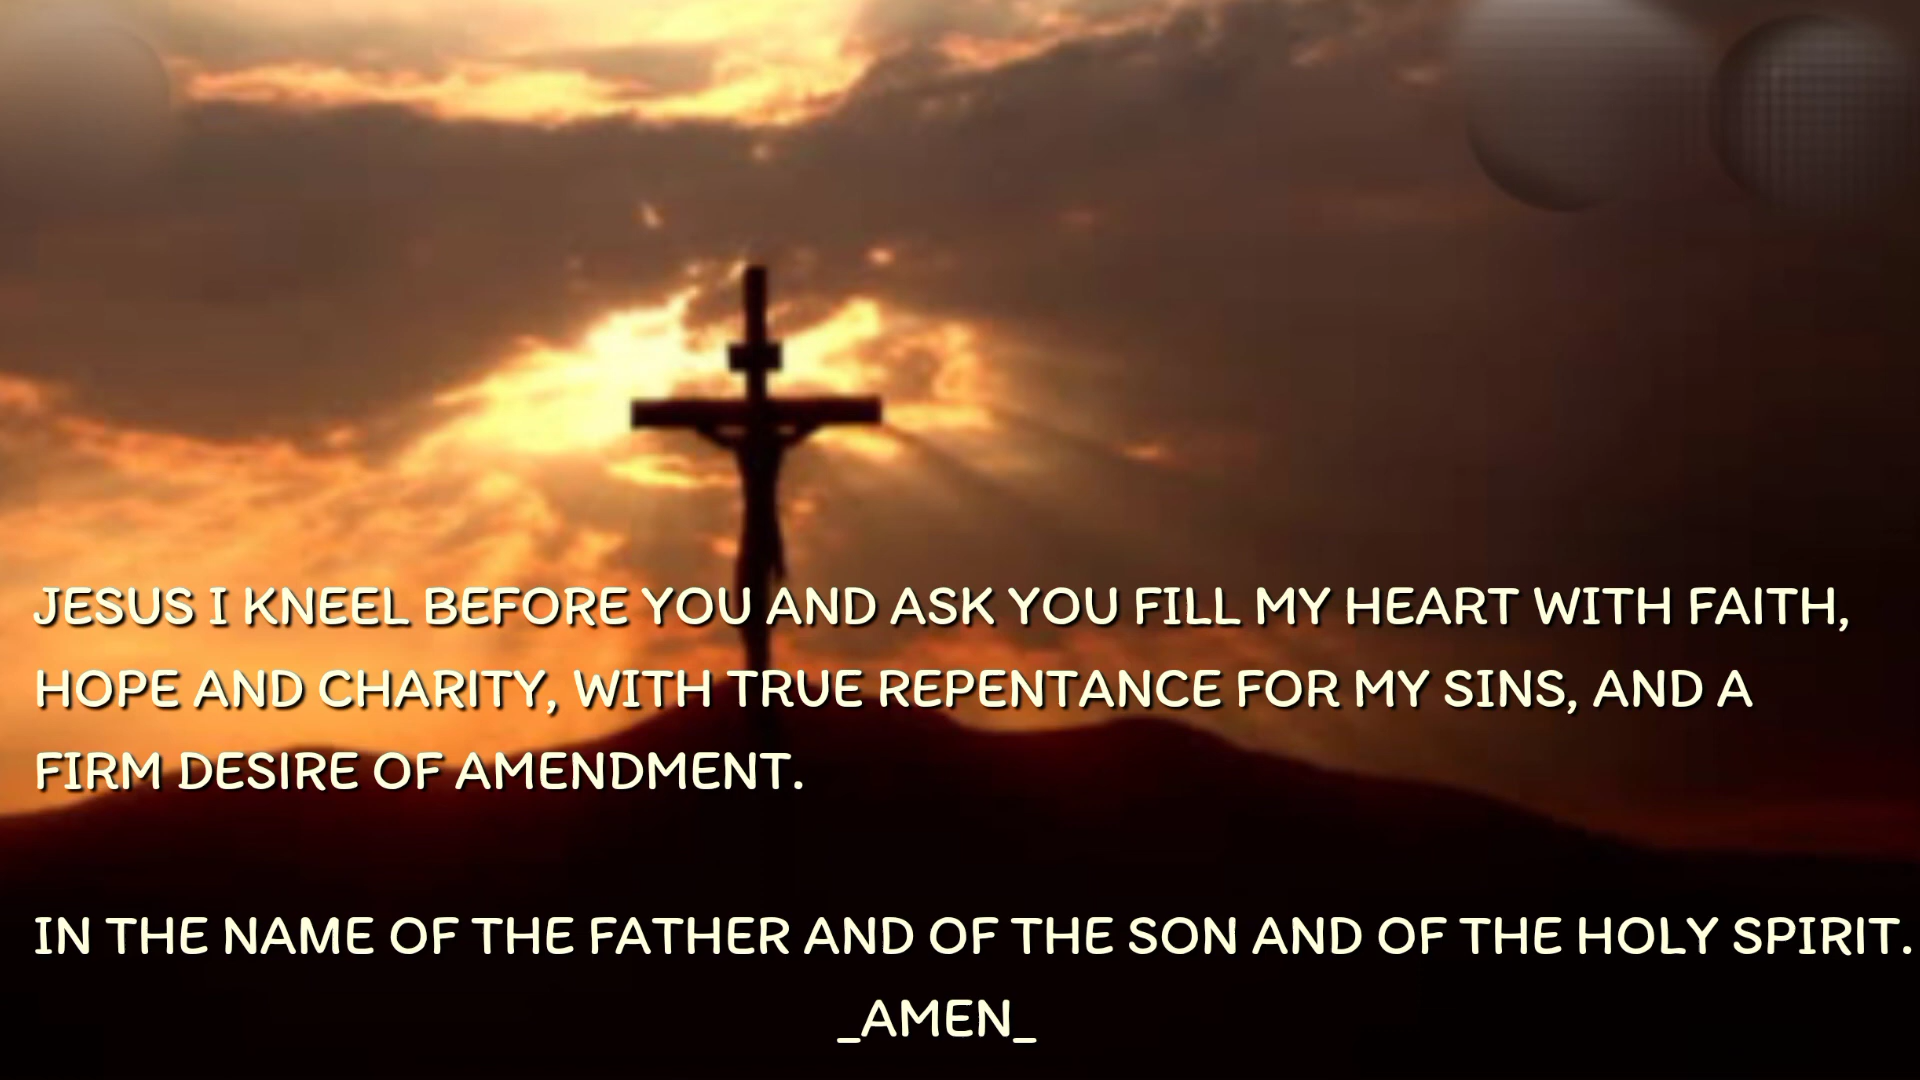 JESUS I KNEEL BEFORE YOU AND ASK YOU FILL MY HEART WITH FAITH,
HOPE AND CHARITY, WITH TRUE REPENTANCE FOR MY SINS, AND A
FIRM DESIRE OF AMENDMENT.
IN THE NAME OF THE FATHER AND OF THE SON AND OF THE HOLY SPIRIT.
_AMEN_